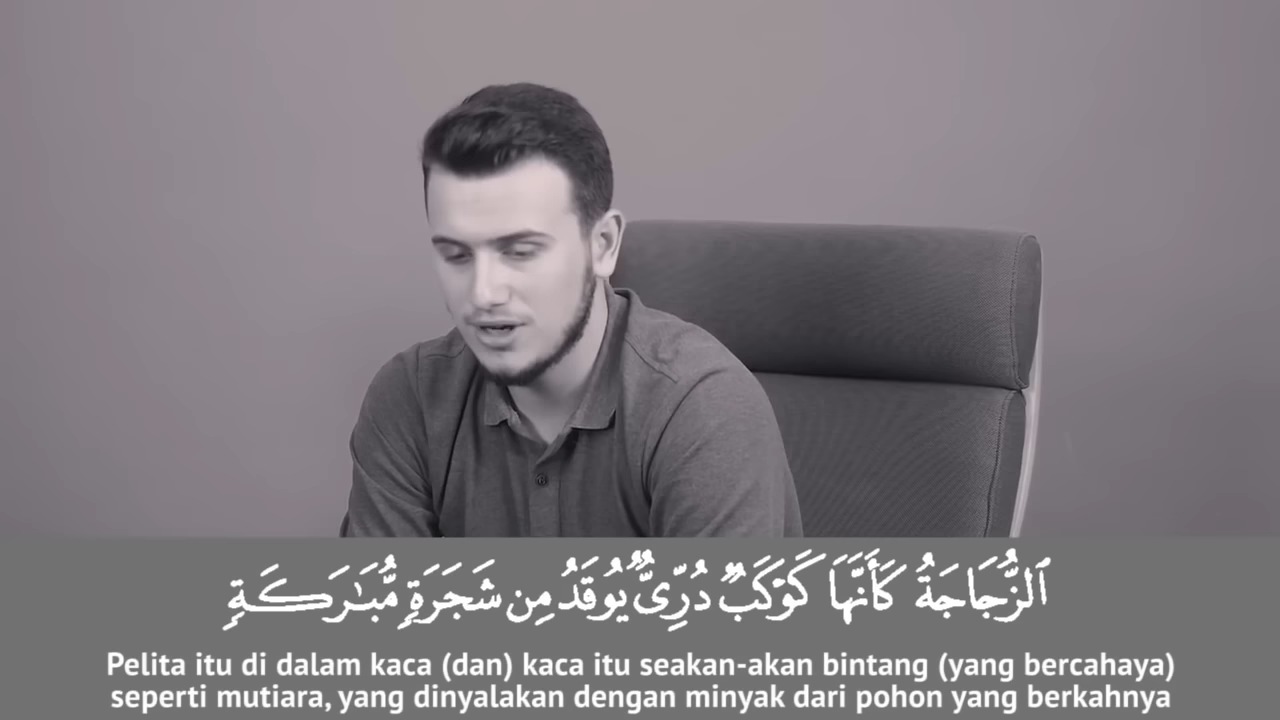 ٱلزُّجَاجَةُ كَأَنَّهَا كَوْكَبٌ دُرِّىٌّ يُوقَدُ مِن شَجَرَةٍ مُّبَـٰرَكَةٍ
Pelita itu di dalam kaca (dan) kaca itu seakan-akan bintang (yang bercahaya)
seperti mutiara, yang dinyalakan dengan minyak dari pohon yang berkahnya